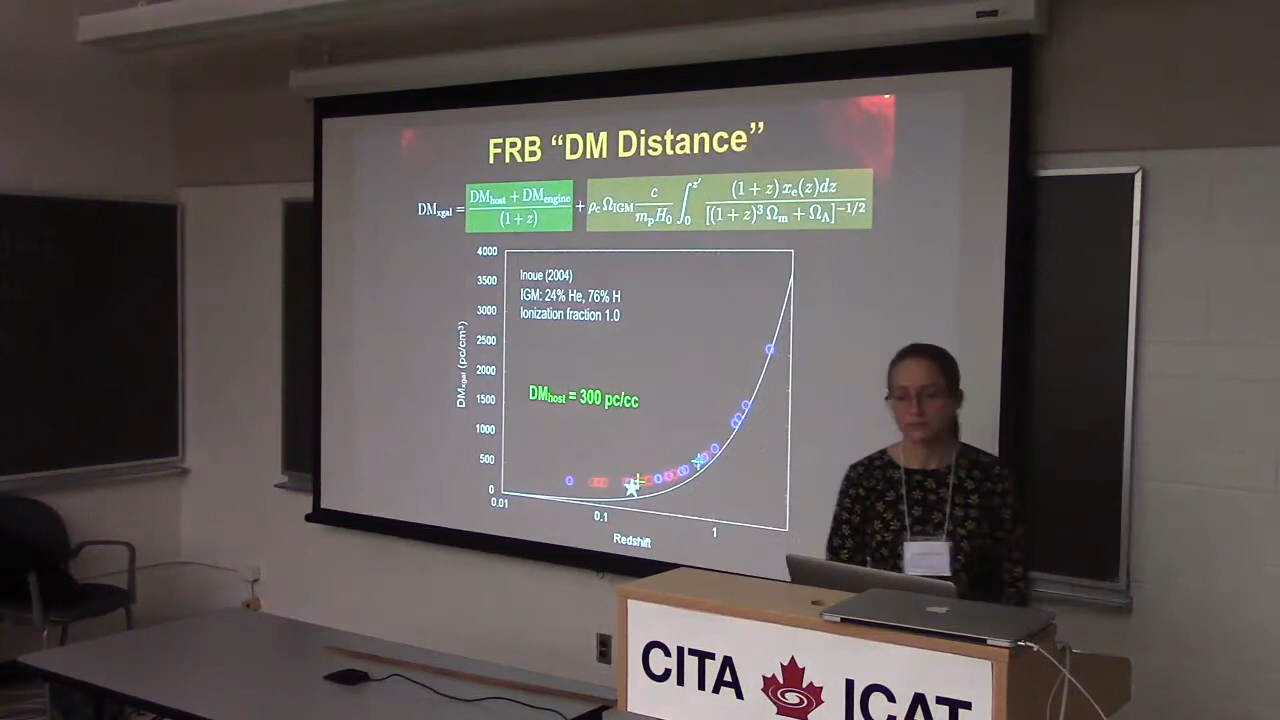 FRB “DM Distance”
DMxgal = (DMhost + DMengine)/(1 + z) + ρc ΩIGM c/(mp H0) ∫0z′ (1 + z) xe(z)dz/[(1 + z)³ Ωm + ΩΛ]−1/2
4000
3500
3000
2500
2000
1500
1000
500
0
DMxgal (pc/cm³)
Inoue (2004)
IGM: 24% He, 76% H
Ionization fraction 1.0
DMhost = 300 pc/cc
0.01
0.1
1
Redshift
CITA ICAT